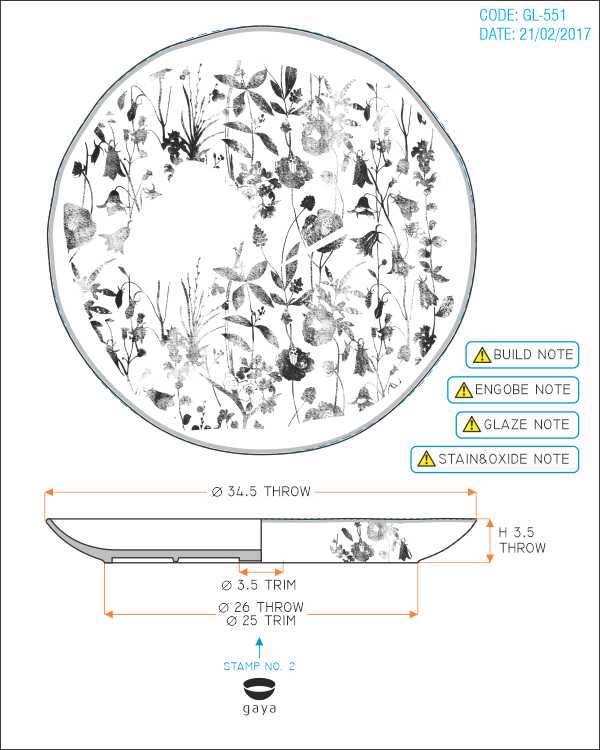 CODE: GL-551
DATE: 21/02/2017
BUILD NOTE
ENGOBE NOTE
GLAZE NOTE
STAIN&OXIDE NOTE
Ø 34.5 THROW
H 3.5
THROW
Ø 3.5 TRIM
Ø 26 THROW
Ø 25 TRIM
STAMP NO. 2
gaya